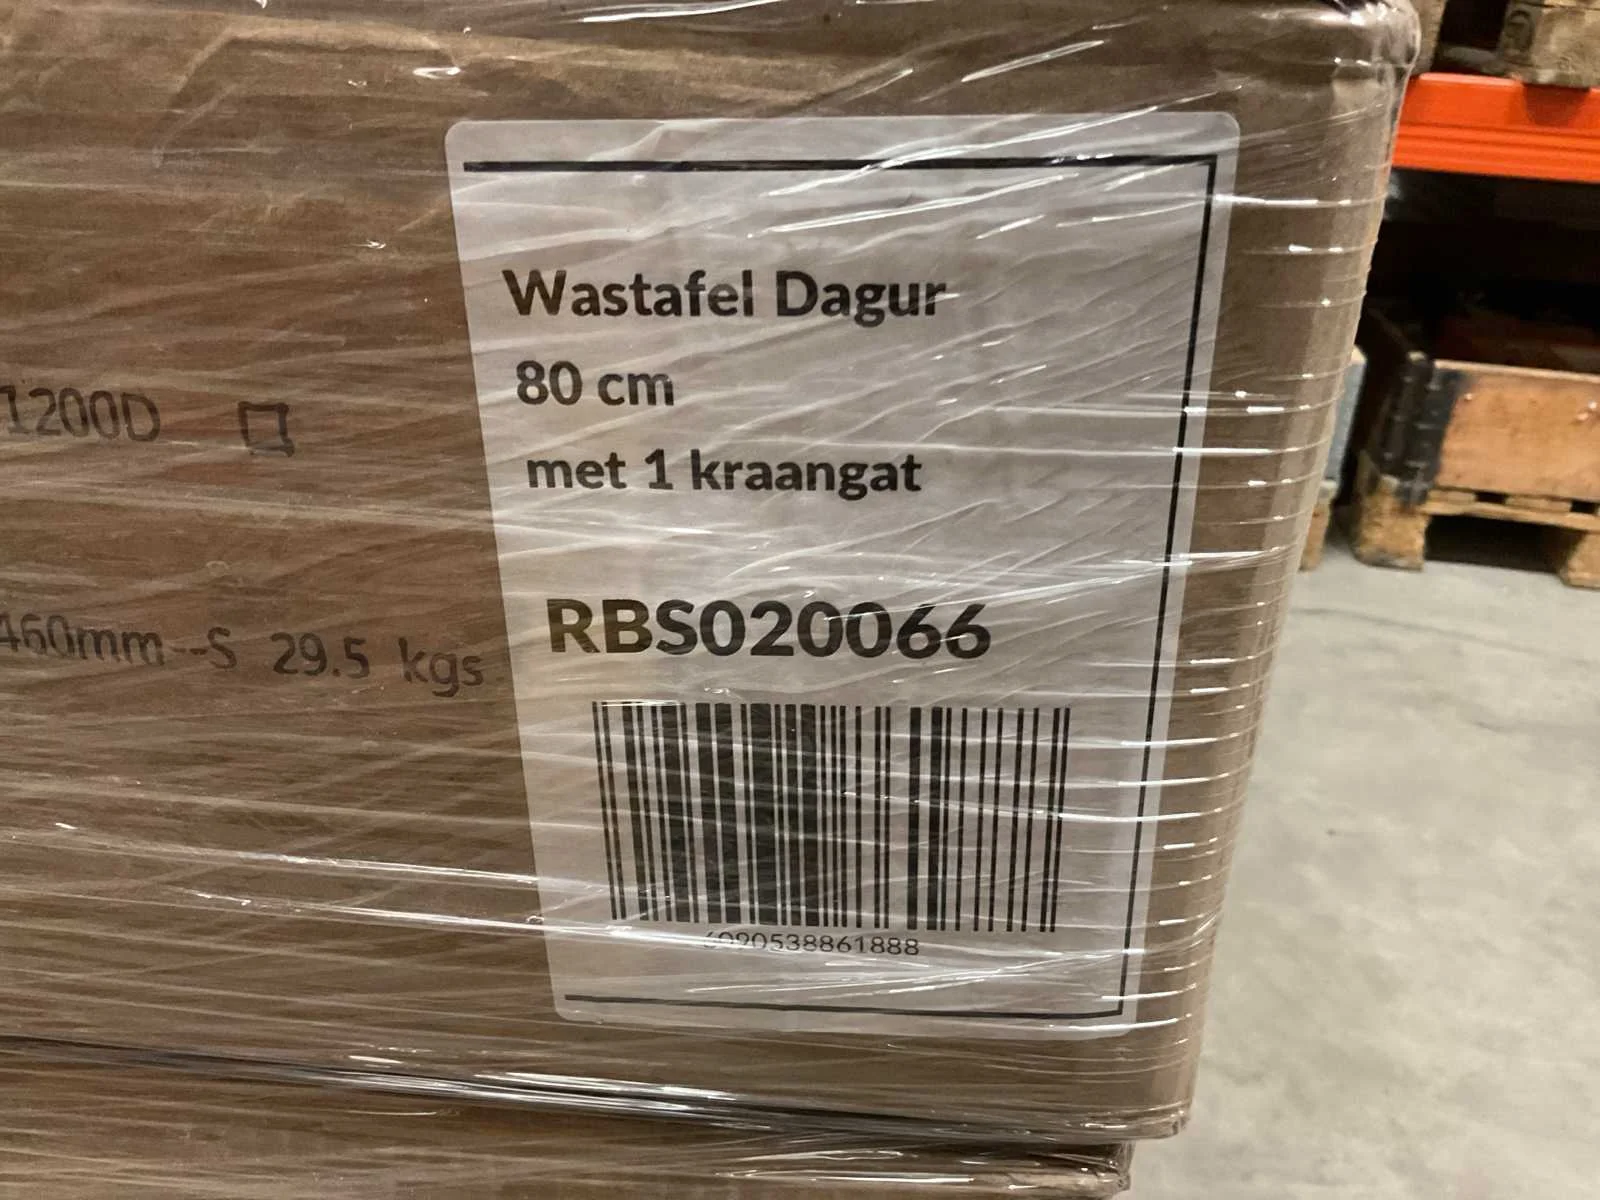 Wastafel Dagur
80 cm
met 1 kraangat
1200D
RBS020066
460mm--S 29.5 kgs
6090538861888